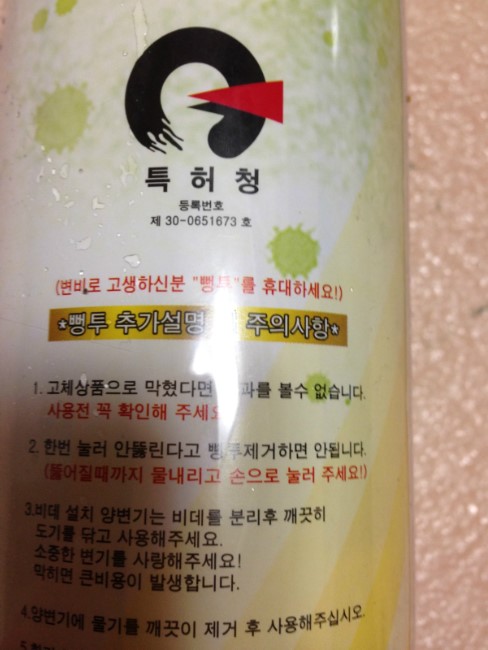 특허청
등록번호
제 30-0651673 호
(변비로 고생하신분 "뻥투"를 휴대하세요!)
*뻥투 추가설명 주의사항*
1. 고체상품으로 막혔다면 과를 볼수 없습니다.
사용전 꼭 확인해 주세요
2. 한번 눌러 안뚫린다고 뻥투제거하면 안됩니다.
(뚫어질때까지 물내리고 손으로 눌러 주세요!)
3.비데 설치 양변기는 비데를 분리후 깨끗히
도기를 닦고 사용해주세요.
소중한 변기를 사랑해주세요!
막히면 큰비용이 발생합니다.
4.양변기에 물기를 깨끗이 제거 후 사용해주십시오.